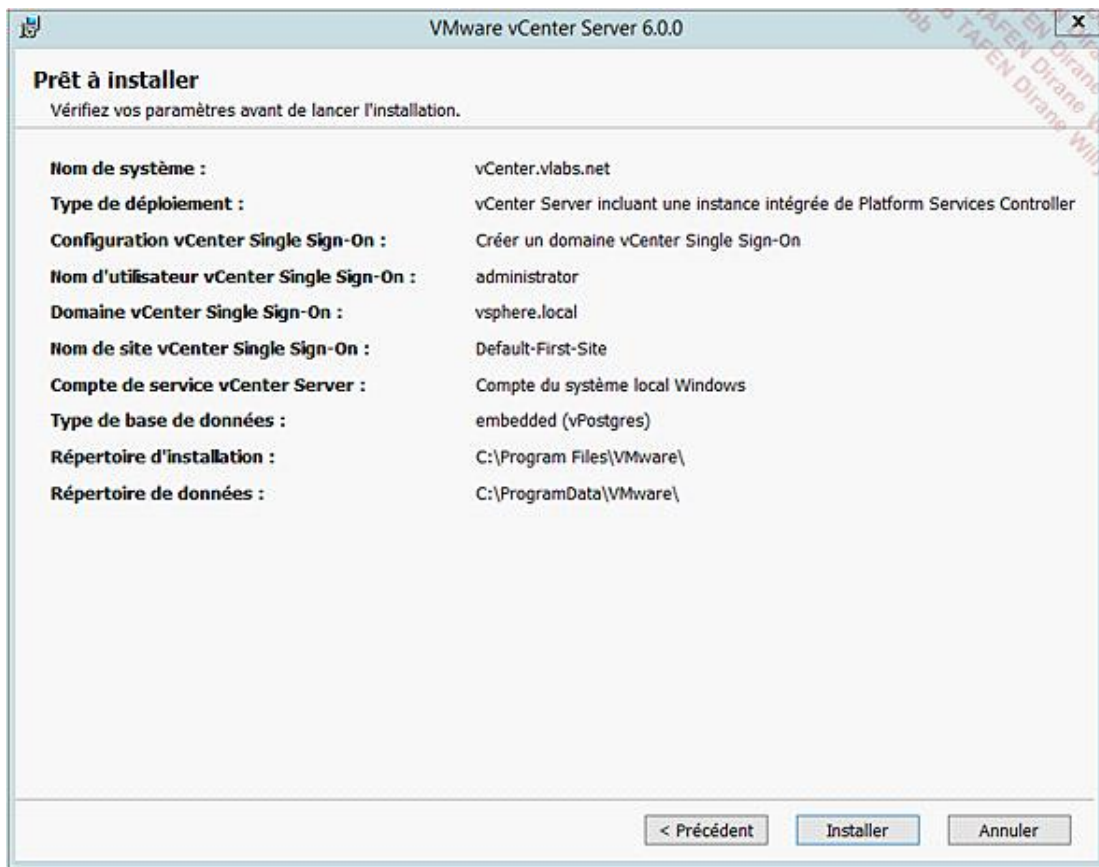 VMware vCenter Server 6.0.0
x
Prêt à installer
Vérifiez vos paramètres avant de lancer l'installation.
Nom de système : vCenter.vlabs.net
Type de déploiement : vCenter Server incluant une instance intégrée de Platform Services Controller
Configuration vCenter Single Sign-On : Créer un domaine vCenter Single Sign-On
Nom d'utilisateur vCenter Single Sign-On : administrator
Domaine vCenter Single Sign-On : vsphere.local
Nom de site vCenter Single Sign-On : Default-First-Site
Compte de service vCenter Server : Compte du système local Windows
Type de base de données : embedded (vPostgres)
Répertoire d'installation : C:\Program Files\VMware\
Répertoire de données : C:\ProgramData\VMware\
< Précédent Installer Annuler
TAFEN Dirane
TAFEN Dirane Willy